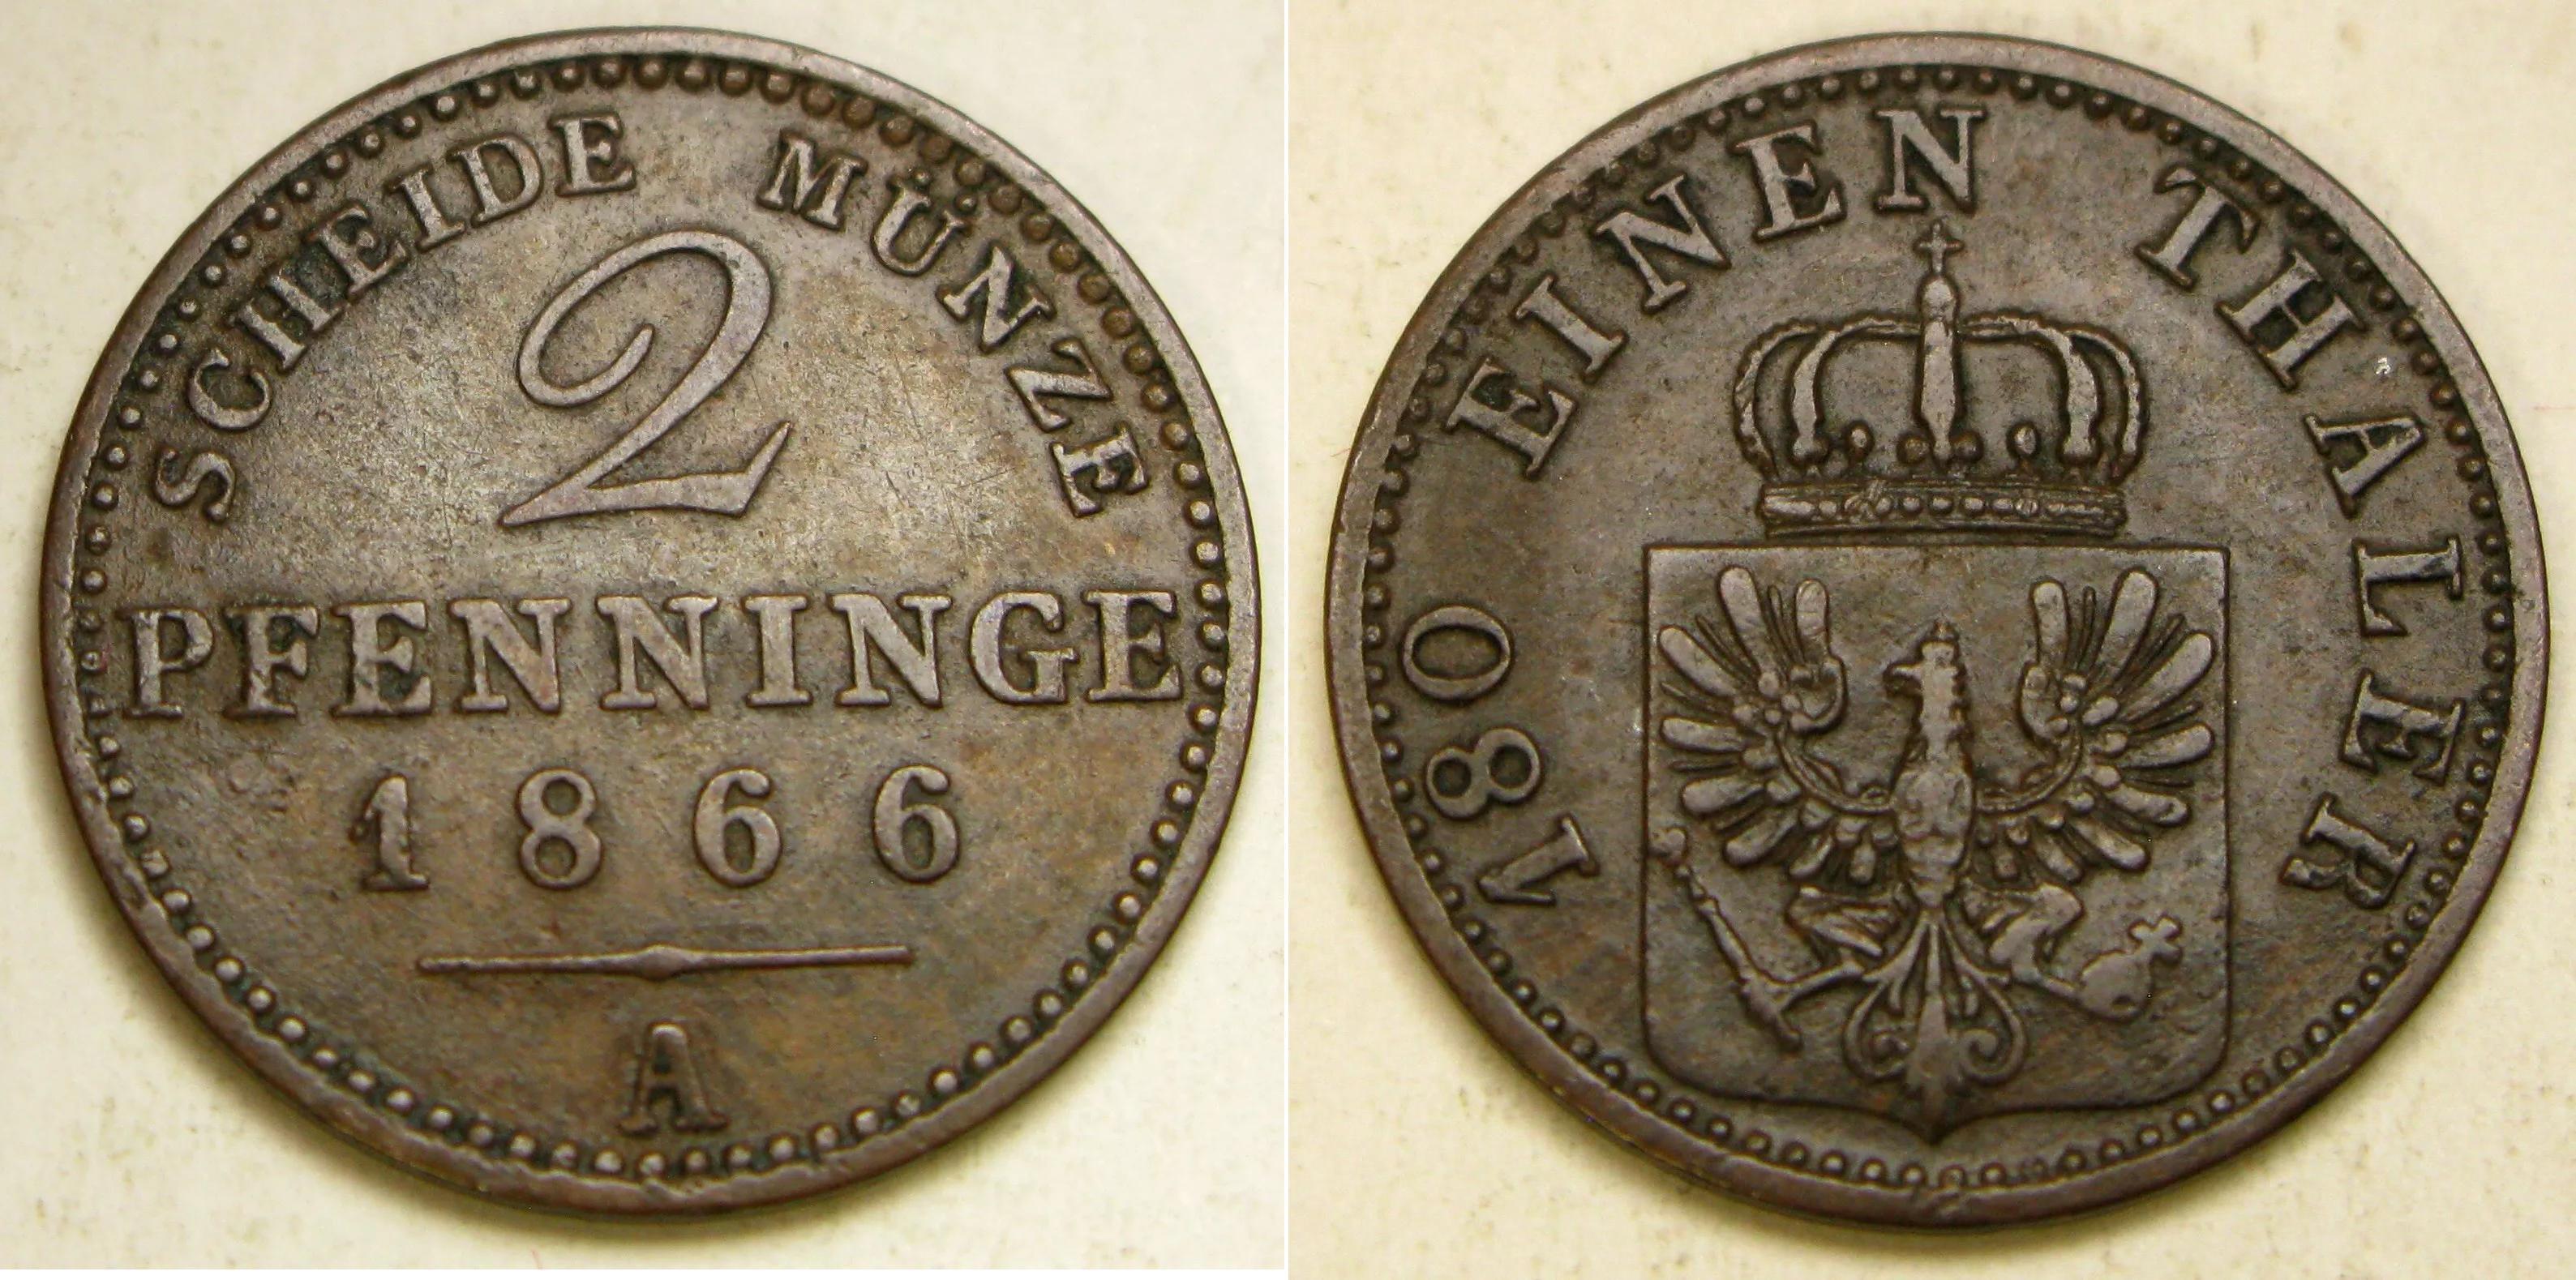 SCHEIDE MÜNZE
2
PFENNINGE
1866
A
180 EINEN THALER